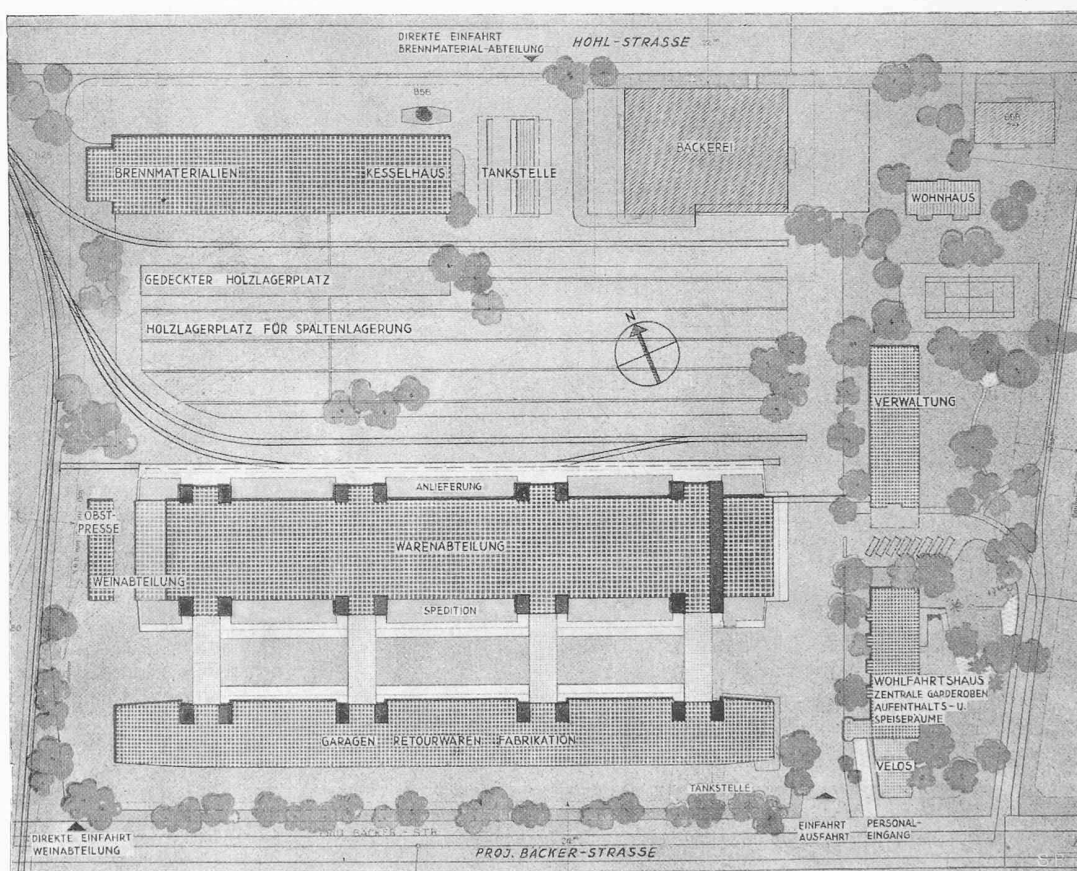 DIREKTE EINFAHRT
BRENNMATERIAL-ABTEILUNG
HOHL-STRASSE
856
BRENNMATERIALIEN
KESSELHAUS
TANKSTELLE
BÄCKEREI
WOHNHAUS
GEDECKTER HOLZLAGERPLATZ
HOLZLAGERPLATZ FÜR SPÄLTENLAGERUNG
N
VERWALTUNG
ANLIEFERUNG
OBST-
PRESSE
WARENABTEILUNG
WEINABTEILUNG
SPEDITION
WOHLFAHRTSHAUS
ZENTRALE GARDEROBEN
AUFENTHALTS- U.
SPEISERÄUME
GARAGEN RETOURWAREN FABRIKATION
VELOS
TANKSTELLE
DIREKTE EINFAHRT
WEINABTEILUNG
EINFAHRT
AUSFAHRT
PERSONAL-
EINGANG
PROJ. BÄCKER-STRASSE